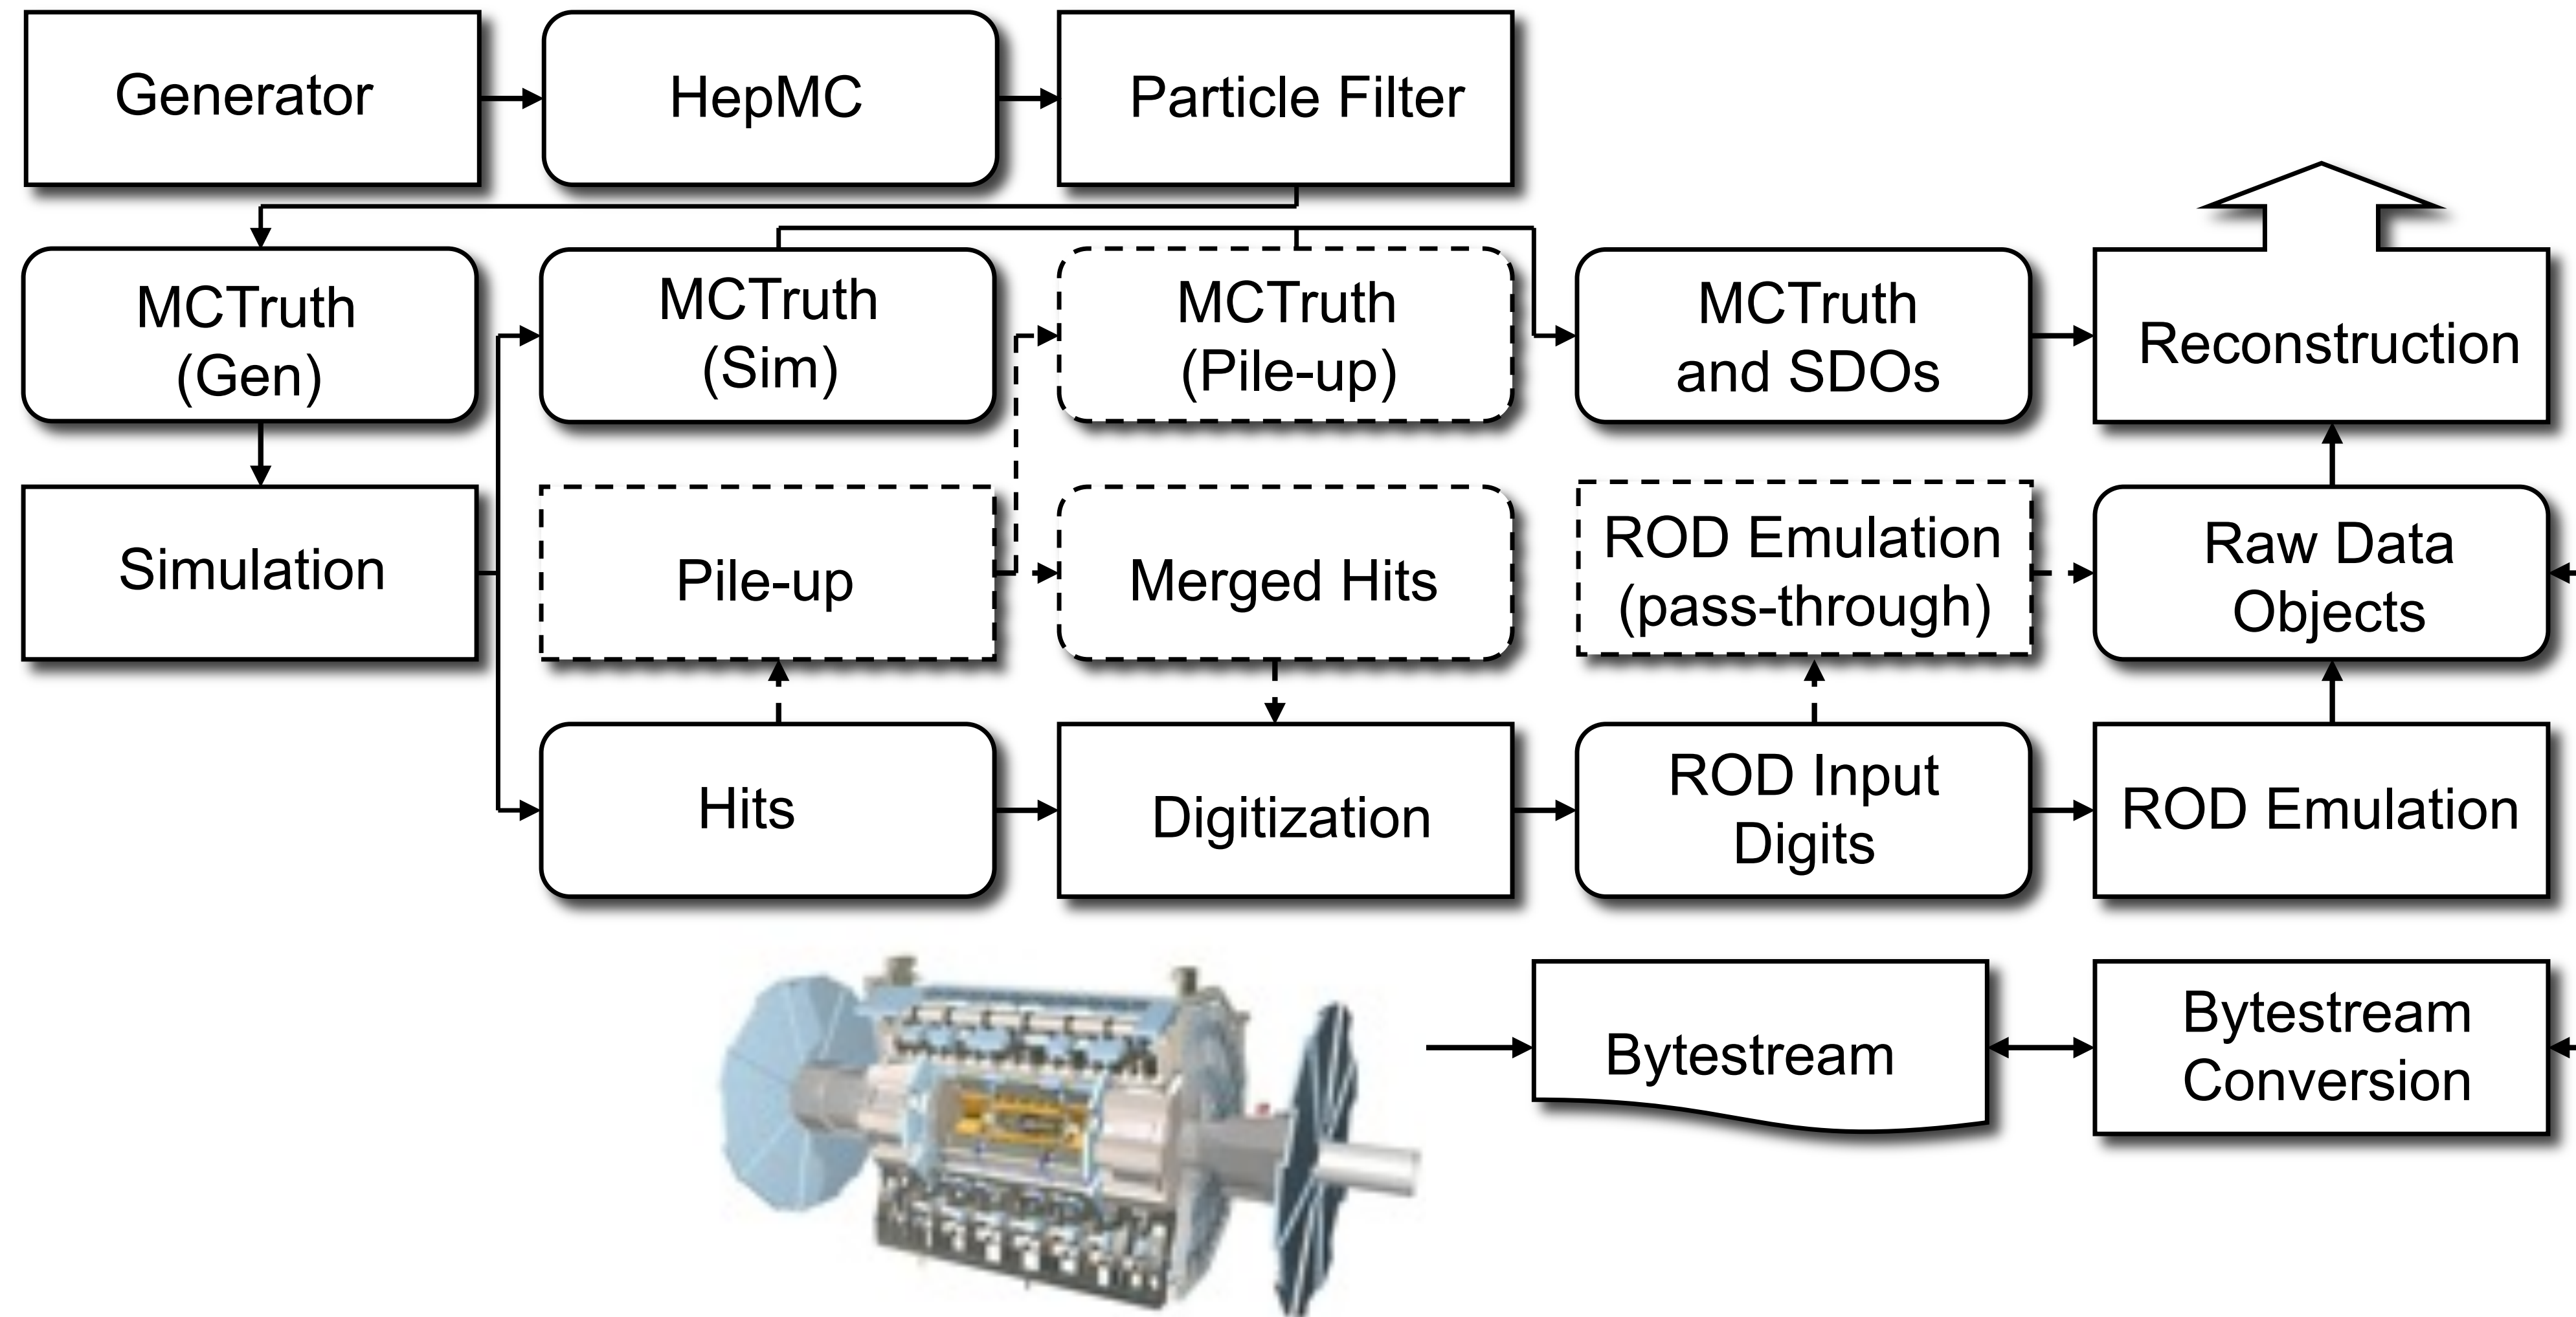 Generator
HepMC
Particle Filter
MCTruth
(Gen)
MCTruth
(Sim)
MCTruth
(Pile-up)
MCTruth
and SDOs
Reconstruction
Simulation
Pile-up
Merged Hits
ROD Emulation
(pass-through)
Raw Data
Objects
Hits
Digitization
ROD Input
Digits
ROD Emulation
Bytestream
Bytestream
Conversion